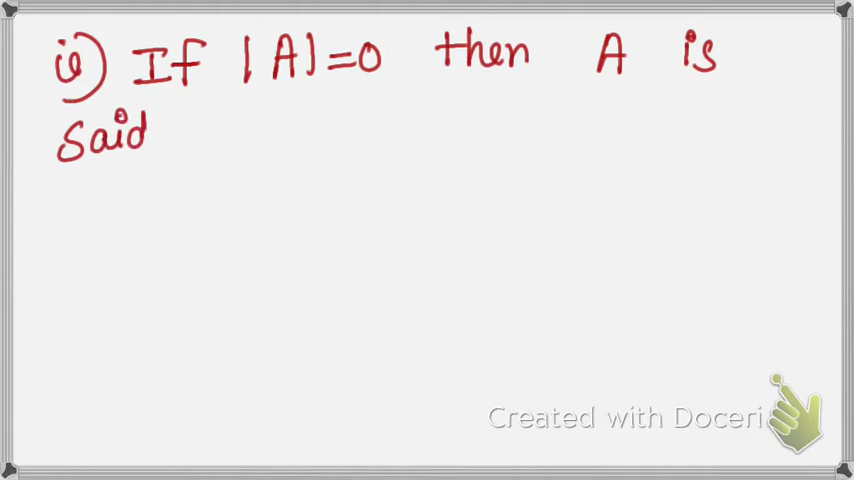 ii) If |A|=0 then A is
said
Created with Doceri